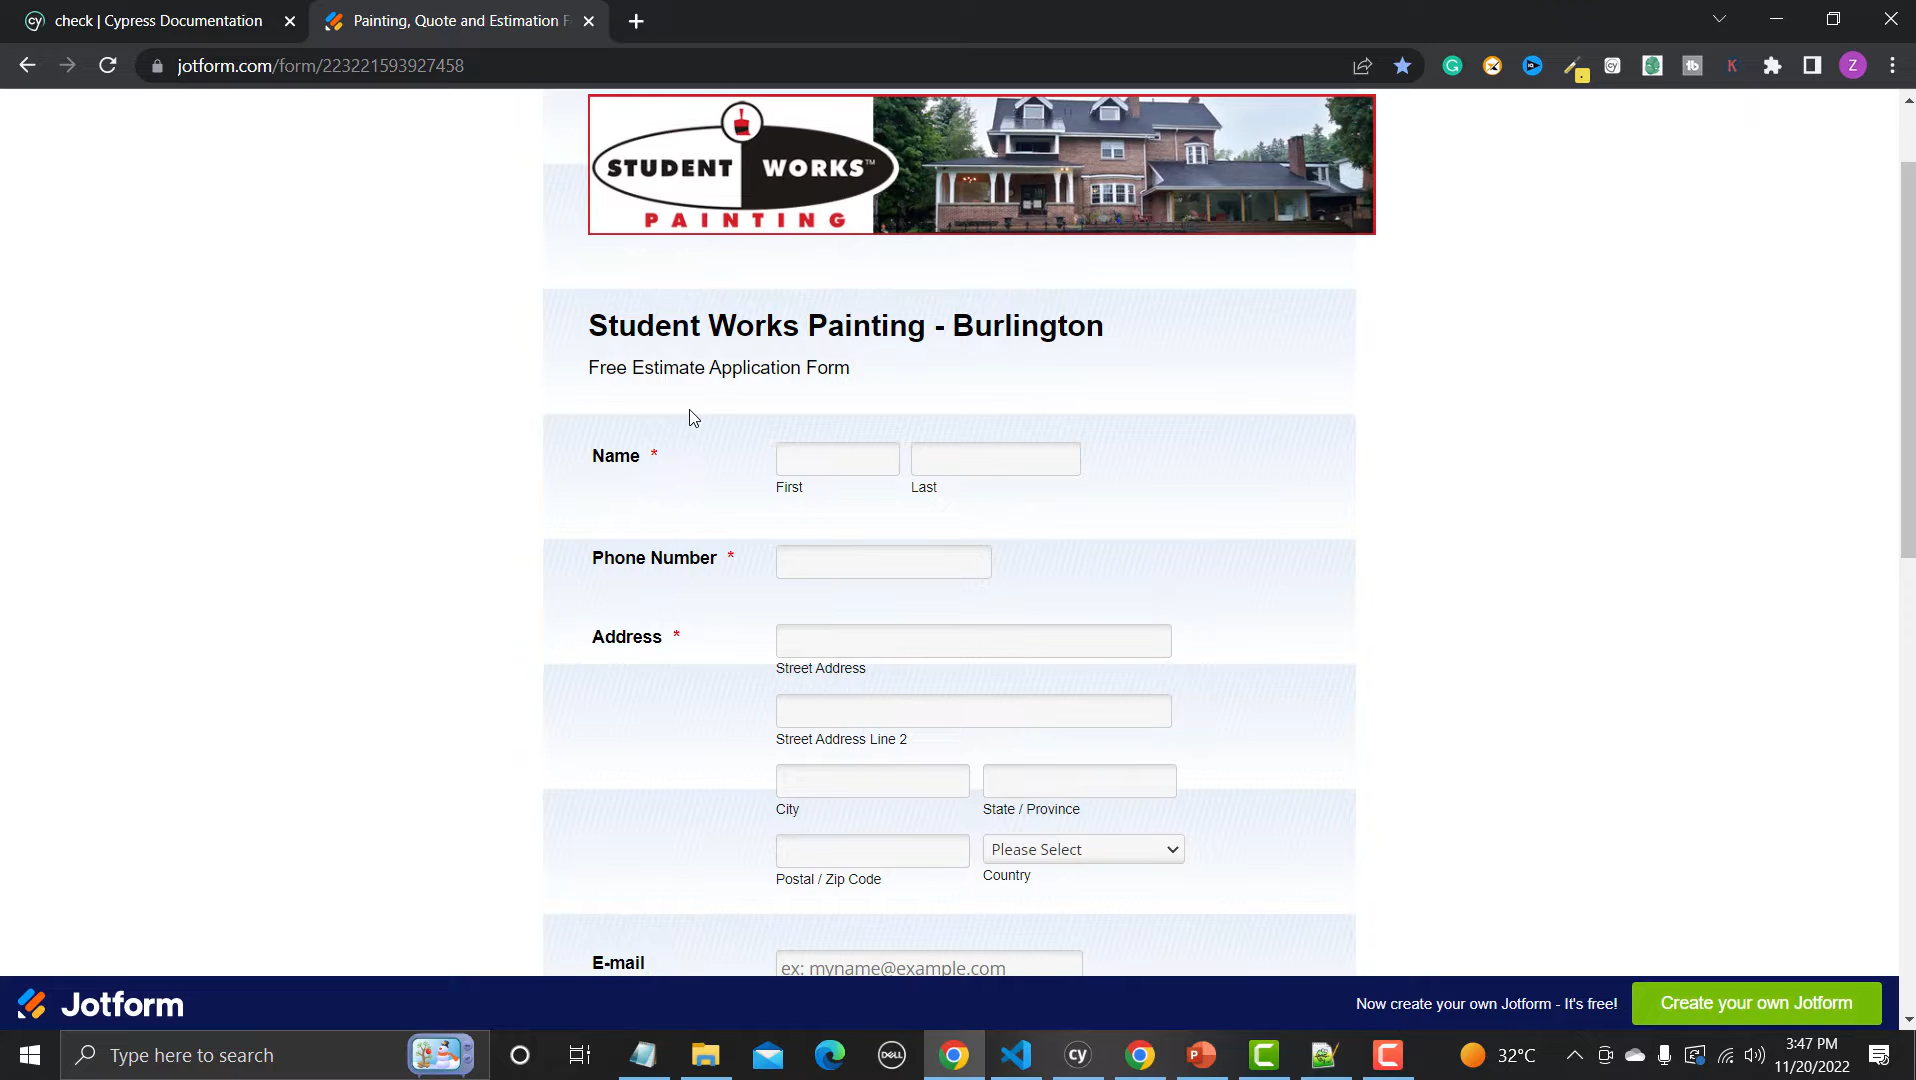 check | Cypress Documentation
Painting, Quote and Estimation F
jotform.com/form/223221593927458
STUDENT WORKS™
PAINTING
Student Works Painting - Burlington
Free Estimate Application Form
Name *
First
Last
Phone Number *
Address *
Street Address
Street Address Line 2
City
State / Province
Please Select
Postal / Zip Code
Country
E-mail
ex: myname@example.com
Jotform
Now create your own Jotform - It's free!
Create your own Jotform
Type here to search
DELL
cy
32°C
3:47 PM
11/20/2022